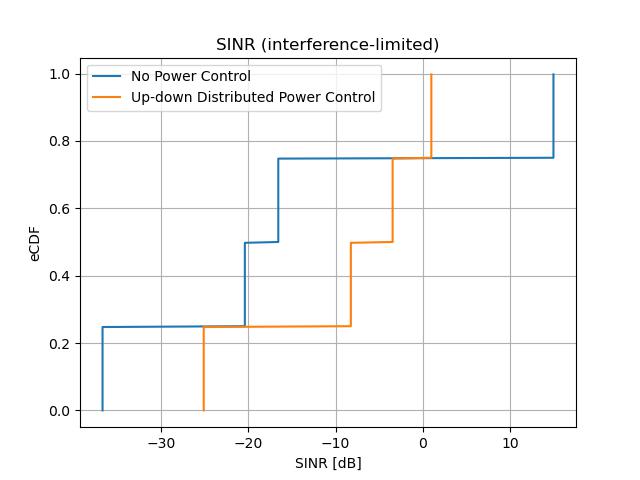 SINR (interference-limited)
No Power Control
Up-down Distributed Power Control
1.0
0.8
0.6
0.4
0.2
0.0
eCDF
−30 −20 −10 0 10
SINR [dB]